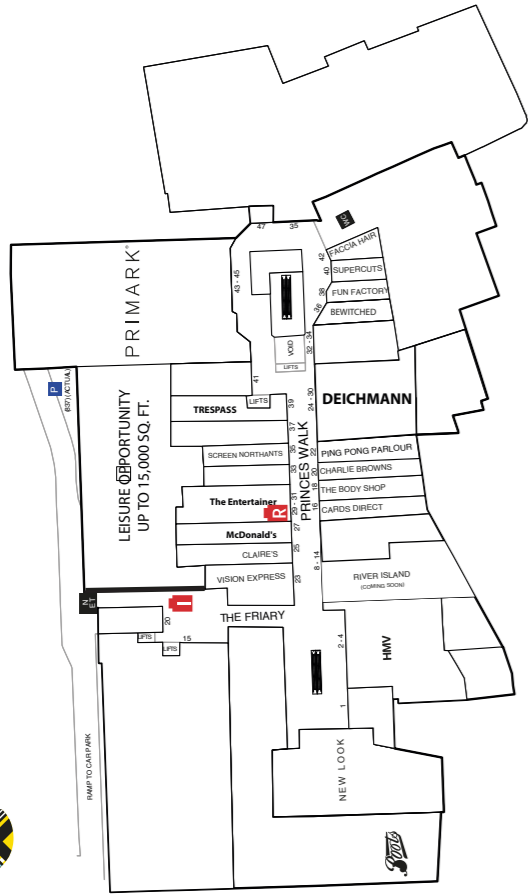 47
35
WC
PRIMARK®
43 - 45
42
FACCIA HAIR
40
SUPERCUTS
38
FUN FACTORY
36
BEWITCHED
VOID
LIFTS
32 - 34
P
(837) (ACTUAL)
41
LIFTS
TRESPASS
39
24 - 30
DEICHMANN
LEISURE OPPORTUNITY
UP TO 15,000 SQ. FT.
37
SCREEN NORTHANTS
35
33
PRINCES WALK
22
PING PONG PARLOUR
20
CHARLIE BROWNS
The Entertainer
29 - 31
R
18
THE BODY SHOP
16
CARDS DIRECT
McDonald's
27
CLAIRE'S
25
VISION EXPRESS
23
8 - 14
RIVER ISLAND
(COMING SOON)
I
THE FRIARY
20
LIFTS
15
LIFTS
2 - 4
HMV
1
RAMP TO CAR PARK
NEW LOOK
Boots